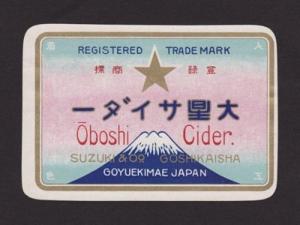 REGISTERED TRADE MARK
登録商標
大星サイダー
Ōboshi Cider.
SUZUKI & Co GOSHIKAISHA
GOYUEKIMAE JAPAN